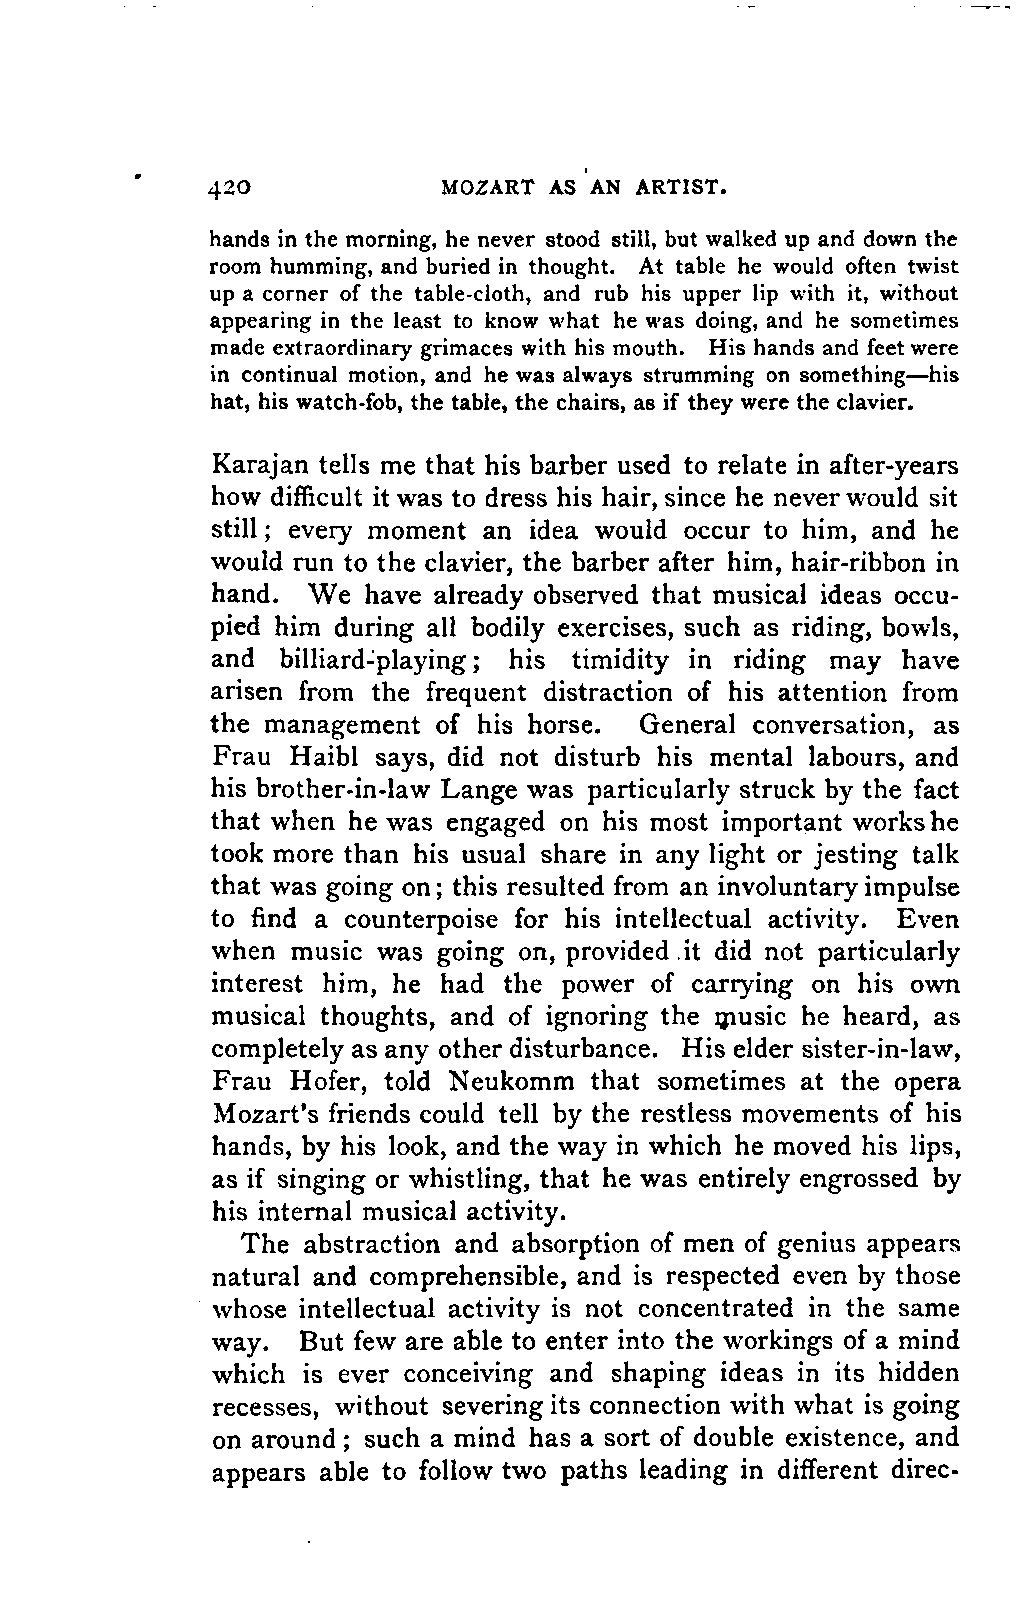 420 MOZART AS AN ARTIST.
hands in the morning, he never stood still, but walked up and down the
room humming, and buried in thought. At table he would often twist
up a corner of the table-cloth, and rub his upper lip with it, without
appearing in the least to know what he was doing, and he sometimes
made extraordinary grimaces with his mouth. His hands and feet were
in continual motion, and he was always strumming on something—his
hat, his watch-fob, the table, the chairs, as if they were the clavier.
Karajan tells me that his barber used to relate in after-years
how difficult it was to dress his hair, since he never would sit
still; every moment an idea would occur to him, and he
would run to the clavier, the barber after him, hair-ribbon in
hand. We have already observed that musical ideas occu-
pied him during all bodily exercises, such as riding, bowls,
and billiard-playing; his timidity in riding may have
arisen from the frequent distraction of his attention from
the management of his horse. General conversation, as
Frau Haibl says, did not disturb his mental labours, and
his brother-in-law Lange was particularly struck by the fact
that when he was engaged on his most important works he
took more than his usual share in any light or jesting talk
that was going on; this resulted from an involuntary impulse
to find a counterpoise for his intellectual activity. Even
when music was going on, provided it did not particularly
interest him, he had the power of carrying on his own
musical thoughts, and of ignoring the music he heard, as
completely as any other disturbance. His elder sister-in-law,
Frau Hofer, told Neukomm that sometimes at the opera
Mozart's friends could tell by the restless movements of his
hands, by his look, and the way in which he moved his lips,
as if singing or whistling, that he was entirely engrossed by
his internal musical activity.
The abstraction and absorption of men of genius appears
natural and comprehensible, and is respected even by those
whose intellectual activity is not concentrated in the same
way. But few are able to enter into the workings of a mind
which is ever conceiving and shaping ideas in its hidden
recesses, without severing its connection with what is going
on around; such a mind has a sort of double existence, and
appears able to follow two paths leading in different direc-